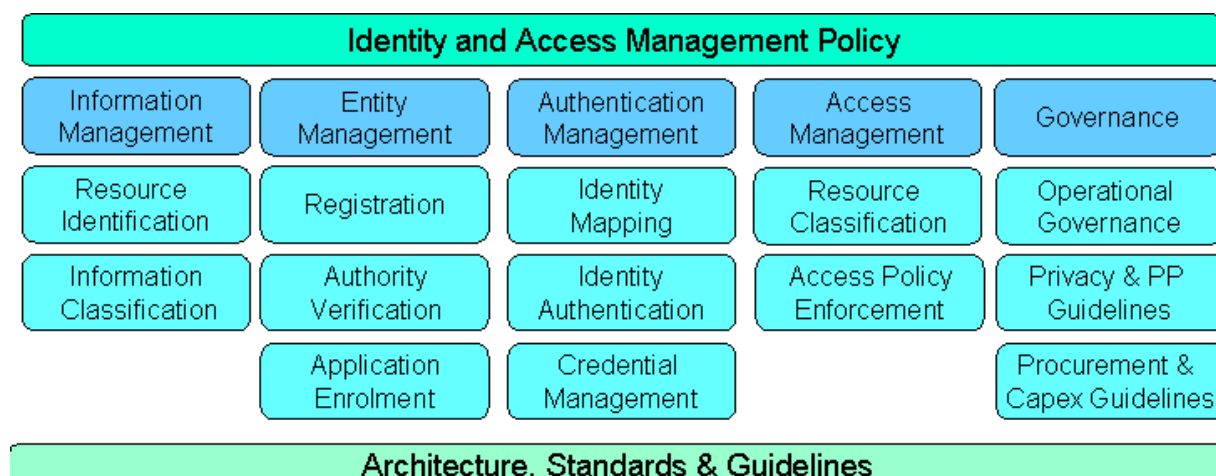 Identity and Access Management Policy
Information
Management
Entity
Management
Authentication
Management
Access
Management
Governance
Resource
Identification
Registration
Identity
Mapping
Resource
Classification
Operational
Governance
Information
Classification
Authority
Verification
Identity
Authentication
Access Policy
Enforcement
Privacy & PP
Guidelines
Application
Enrolment
Credential
Management
Procurement &
Capex Guidelines
Architecture, Standards & Guidelines